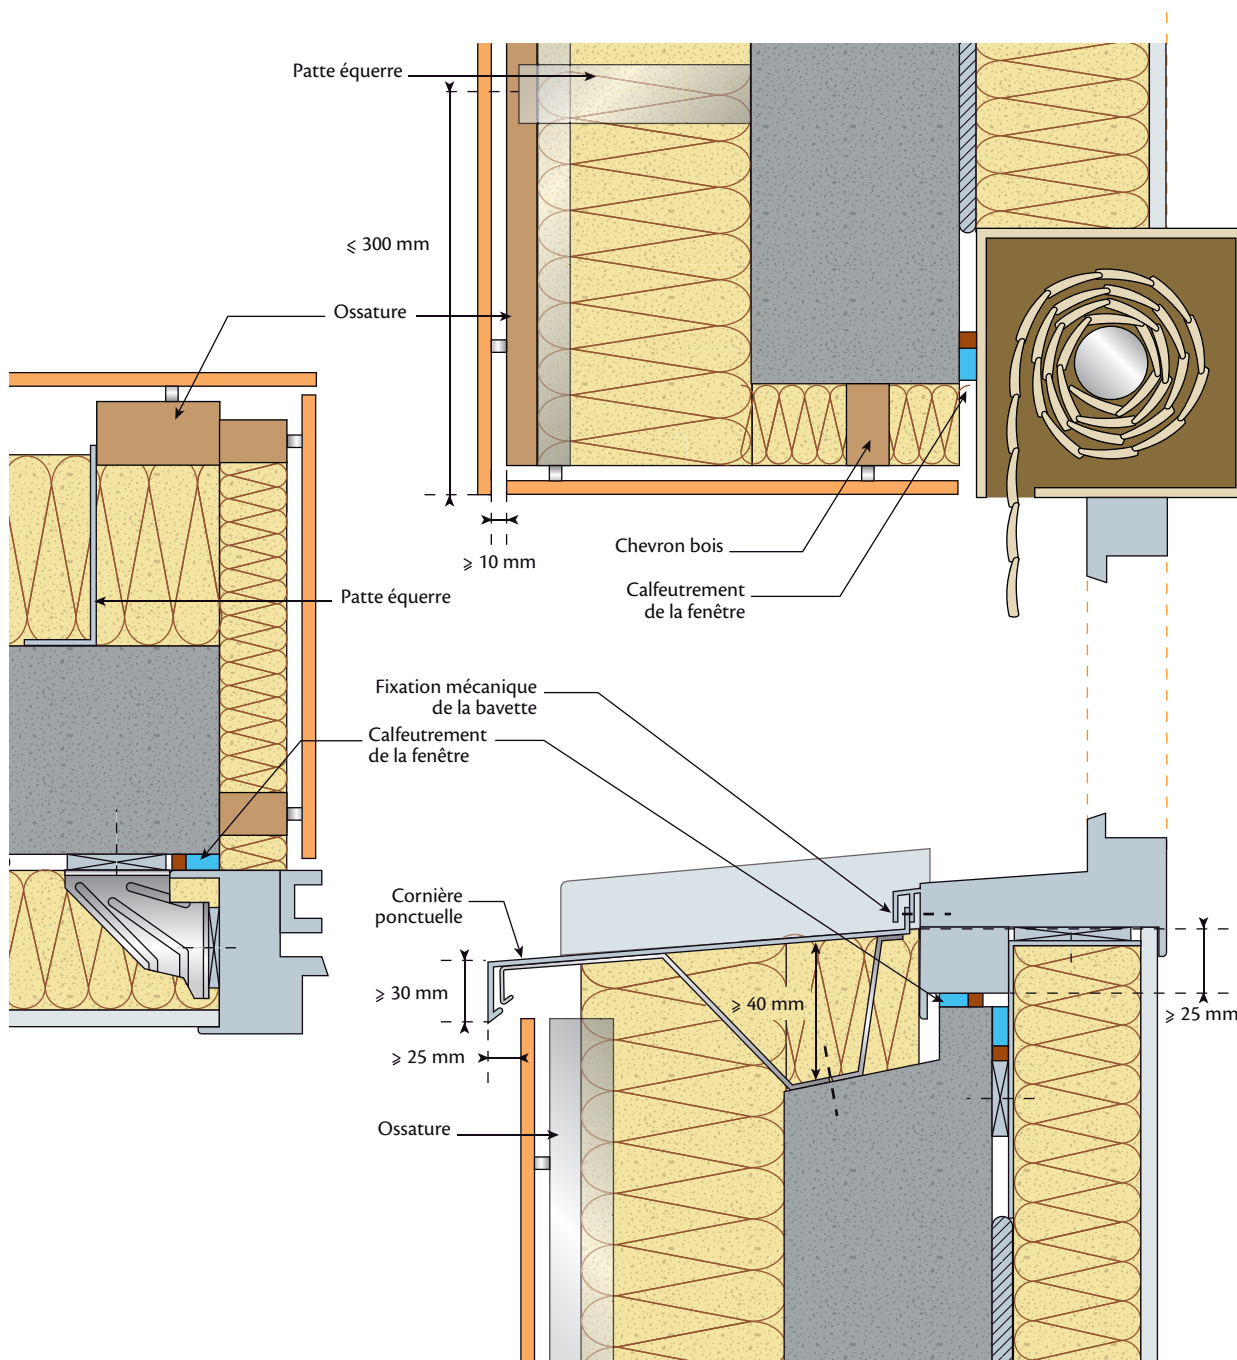 Patte équerre
⩽ 300 mm
Ossature
⩾ 10 mm
Chevron bois
Calfeutrement
de la fenêtre
Patte équerre
Fixation mécanique
de la bavette
Calfeutrement
de la fenêtre
Cornière
ponctuelle
⩾ 30 mm
⩾ 40 mm
⩾ 25 mm
⩾ 25 mm
Ossature